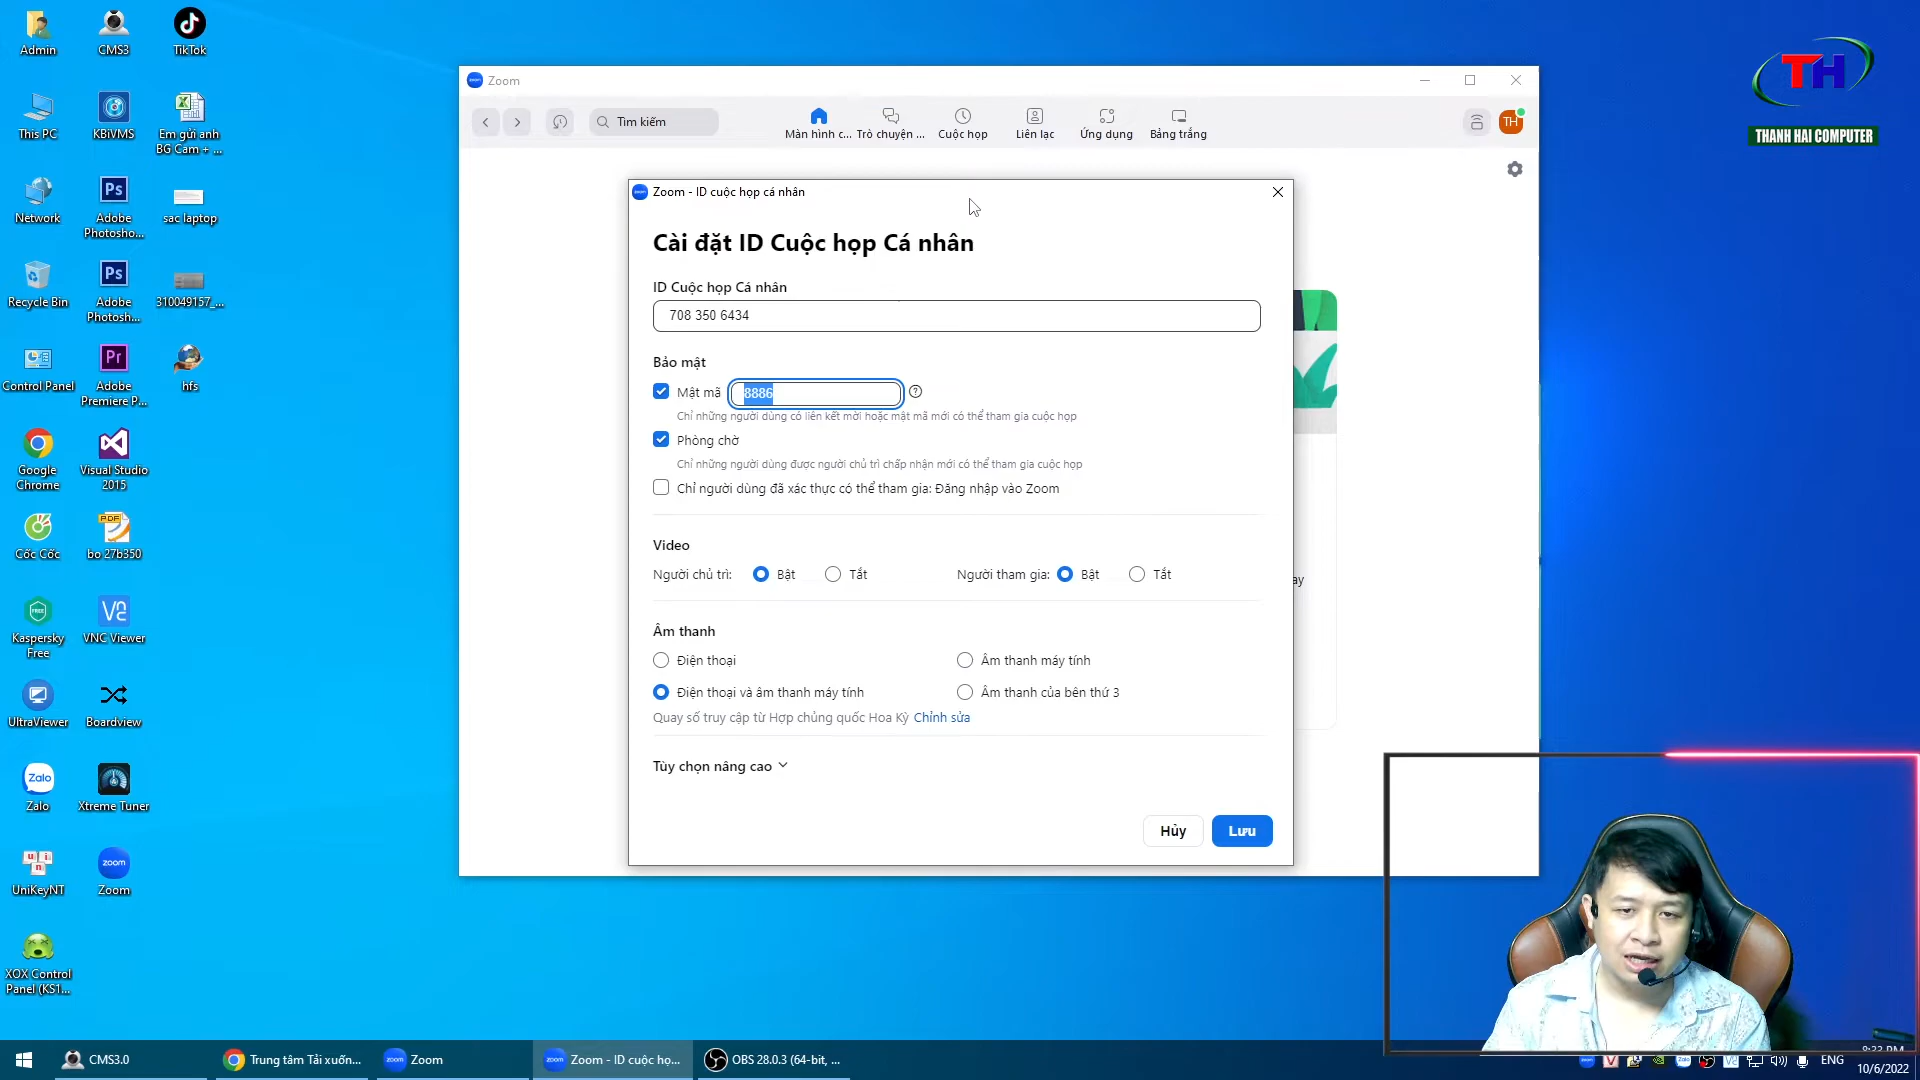 Admin
CMS3
TikTok
This PC
KBiVMS
Em gửi anh
BG Cam + ...
Network
Adobe
Photosho...
sac laptop
Recycle Bin
Adobe
Photosh...
310049157_...
Control Panel
Adobe
Premiere P...
hfs
Google
Chrome
Visual Studio
2015
Cốc Cốc
bo 27b350
Kaspersky
Free
VNC Viewer
UltraViewer
Boardview
Zalo
Xtreme Tuner
UniKeyNT
Zoom
XOX Control
Panel (KS1...
TH
THANH HAI COMPUTER
Zoom
Tìm kiếm
Màn hình c...
Trò chuyện ...
Cuộc họp
Liên lạc
Ứng dụng
Bảng trắng
TH
Zoom - ID cuộc họp cá nhân
Cài đặt ID Cuộc họp Cá nhân
ID Cuộc họp Cá nhân
708 350 6434
Bảo mật
Mật mã 8886
Chỉ những người dùng có liên kết mời hoặc mật mã mới có thể tham gia cuộc họp
Phòng chờ
Chỉ những người dùng được người chủ trì chấp nhận mới có thể tham gia cuộc họp
Chỉ người dùng đã xác thực có thể tham gia: Đăng nhập vào Zoom
Video
Người chủ trì: Bật Tắt Người tham gia: Bật Tắt
ay
Âm thanh
Điện thoại
Âm thanh máy tính
Điện thoại và âm thanh máy tính
Âm thanh của bên thứ 3
Quay số truy cập từ Hợp chủng quốc Hoa Kỳ Chỉnh sửa
Tùy chọn nâng cao
Hủy
Lưu
CMS3.0
Trung tâm Tải xuốn...
Zoom
Zoom - ID cuộc họ...
OBS 28.0.3 (64-bit, ...
ENG
10/6/2022